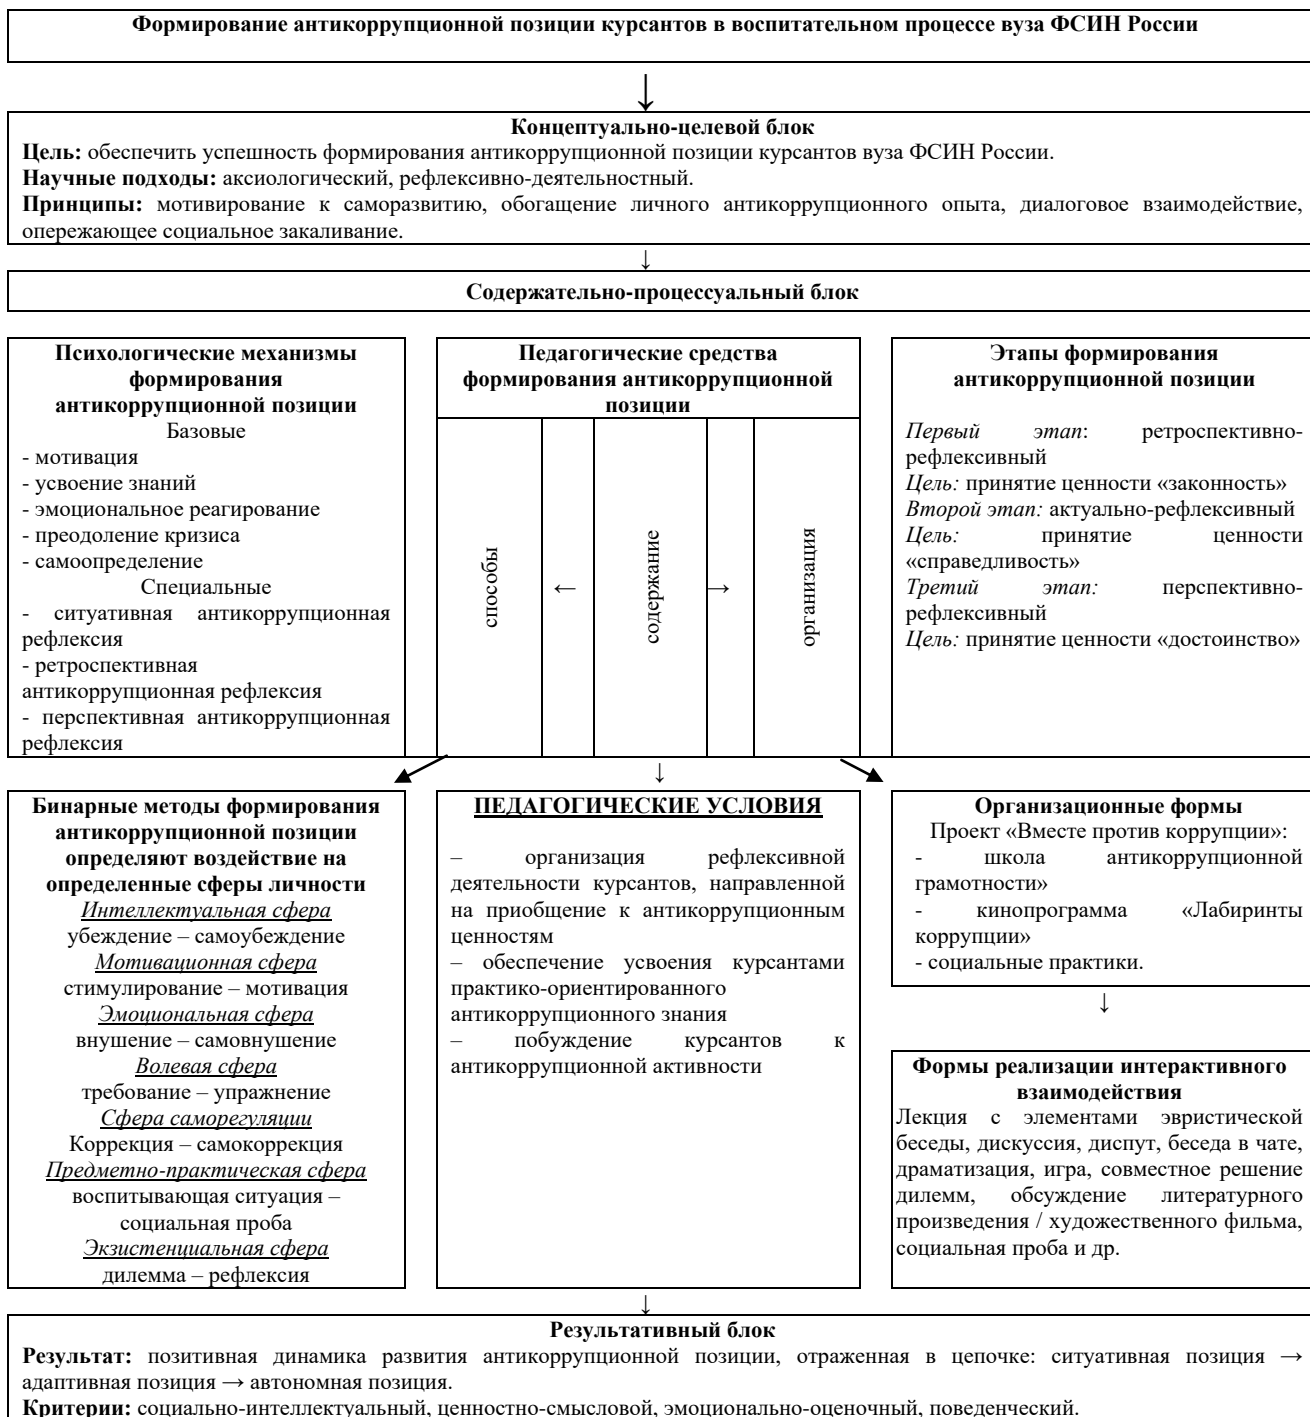 Формирование антикоррупционной позиции курсантов в воспитательном процессе вуза ФСИН России
↓
Концептуально-целевой блок
Цель: обеспечить успешность формирования антикоррупционной позиции курсантов вуза ФСИН России.
Научные подходы: аксиологический, рефлексивно-деятельностный.
Принципы: мотивирование к саморазвитию, обогащение личного антикоррупционного опыта, диалоговое взаимодействие,
опережающее социальное закаливание.
↓
Содержательно-процессуальный блок
Психологические механизмы
формирования
антикоррупционной позиции
Базовые
- мотивация
- усвоение знаний
- эмоциональное реагирование
- преодоление кризиса
- самоопределение
Специальные
- ситуативная антикоррупционная
рефлексия
- ретроспективная
антикоррупционная рефлексия
- перспективная антикоррупционная
рефлексия
Педагогические средства
формирования антикоррупционной
позиции
способы
←
содержание
→
организация
Этапы формирования
антикоррупционной позиции
Первый этап: ретроспективно-
рефлексивный
Цель: принятие ценности «законность»
Второй этап: актуально-рефлексивный
Цель: принятие ценности
«справедливость»
Третий этап: перспективно-
рефлексивный
Цель: принятие ценности «достоинство»
↓
Бинарные методы формирования
антикоррупционной позиции
определяют воздействие на
определенные сферы личности
Интеллектуальная сфера
убеждение – самоубеждение
Мотивационная сфера
стимулирование – мотивация
Эмоциональная сфера
внушение – самовнушение
Волевая сфера
требование – упражнение
Сфера саморегуляции
Коррекция – самокоррекция
Предметно-практическая сфера
воспитывающая ситуация –
социальная проба
Экзистенциальная сфера
дилемма – рефлексия
ПЕДАГОГИЧЕСКИЕ УСЛОВИЯ
– организация рефлексивной
деятельности курсантов, направленной
на приобщение к антикоррупционным
ценностям
– обеспечение усвоения курсантами
практико-ориентированного
антикоррупционного знания
– побуждение курсантов к
антикоррупционной активности
Организационные формы
Проект «Вместе против коррупции»:
- школа антикоррупционной
грамотности»
- кинопрограмма «Лабиринты
коррупции»
- социальные практики.
↓
Формы реализации интерактивного
взаимодействия
Лекция с элементами эвристической
беседы, дискуссия, диспут, беседа в чате,
драматизация, игра, совместное решение
дилемм, обсуждение литературного
произведения / художественного фильма,
социальная проба и др.
↓
Результативный блок
Результат: позитивная динамика развития антикоррупционной позиции, отраженная в цепочке: ситуативная позиция →
адаптивная позиция → автономная позиция.
Критерии: социально-интеллектуальный, ценностно-смысловой, эмоционально-оценочный, поведенческий.